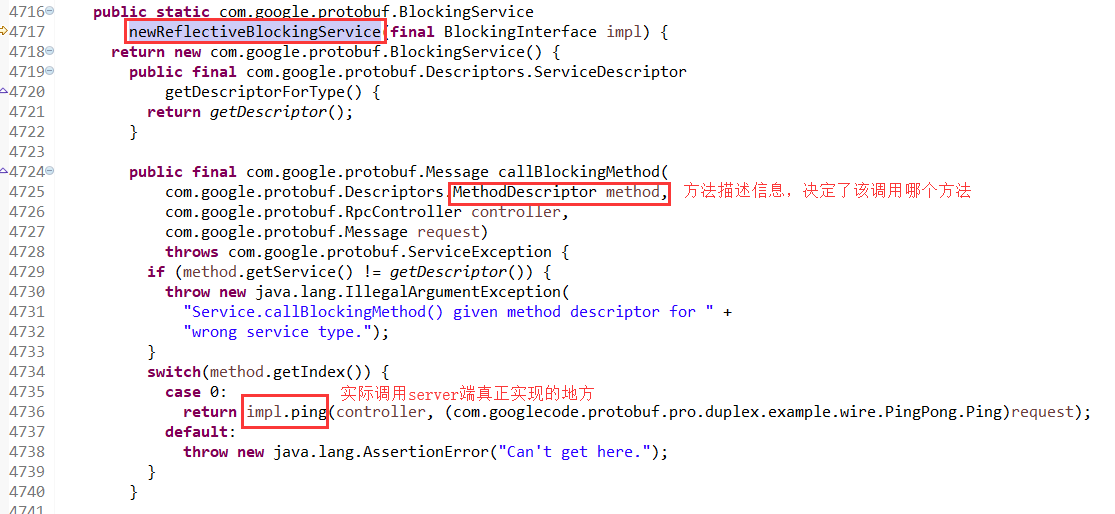 4716 public static com.google.protobuf.BlockingService
4717 newReflectiveBlockingService(final BlockingInterface impl) {
4718 return new com.google.protobuf.BlockingService() {
4719 public final com.google.protobuf.Descriptors.ServiceDescriptor
4720 getDescriptorForType() {
4721 return getDescriptor();
4722 }
4723
4724 public final com.google.protobuf.Message callBlockingMethod(
4725 com.google.protobuf.Descriptors.MethodDescriptor method, 方法描述信息，决定了该调用哪个方法
4726 com.google.protobuf.RpcController controller,
4727 com.google.protobuf.Message request)
4728 throws com.google.protobuf.ServiceException {
4729 if (method.getService() != getDescriptor()) {
4730 throw new java.lang.IllegalArgumentException(
4731 "Service.callBlockingMethod() given method descriptor for " +
4732 "wrong service type.");
4733 }
4734 switch(method.getIndex()) {
4735 case 0: 实际调用server端真正实现的地方
4736 return impl.ping(controller, (com.googlecode.protobuf.pro.duplex.example.wire.PingPong.Ping)request);
4737 default:
4738 throw new java.lang.AssertionError("Can't get here.");
4739 }
4740 }
4741